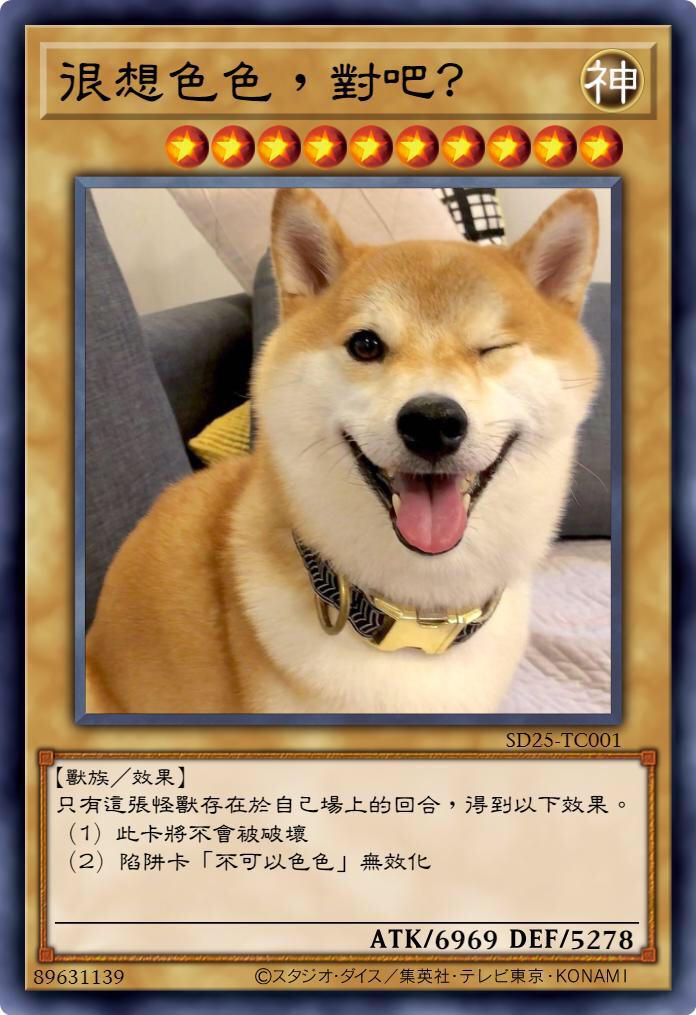 很想色色，對吧?
神
SD25-TC001
【獸族／效果】
只有這張怪獸存在於自己場上的回合，得到以下效果。
（1）此卡將不會被破壞
（2）陷阱卡「不可以色色」無效化
ATK/6969 DEF/5278
89631139
©スタジオ・ダイス／集英社・テレビ東京・KONAMI